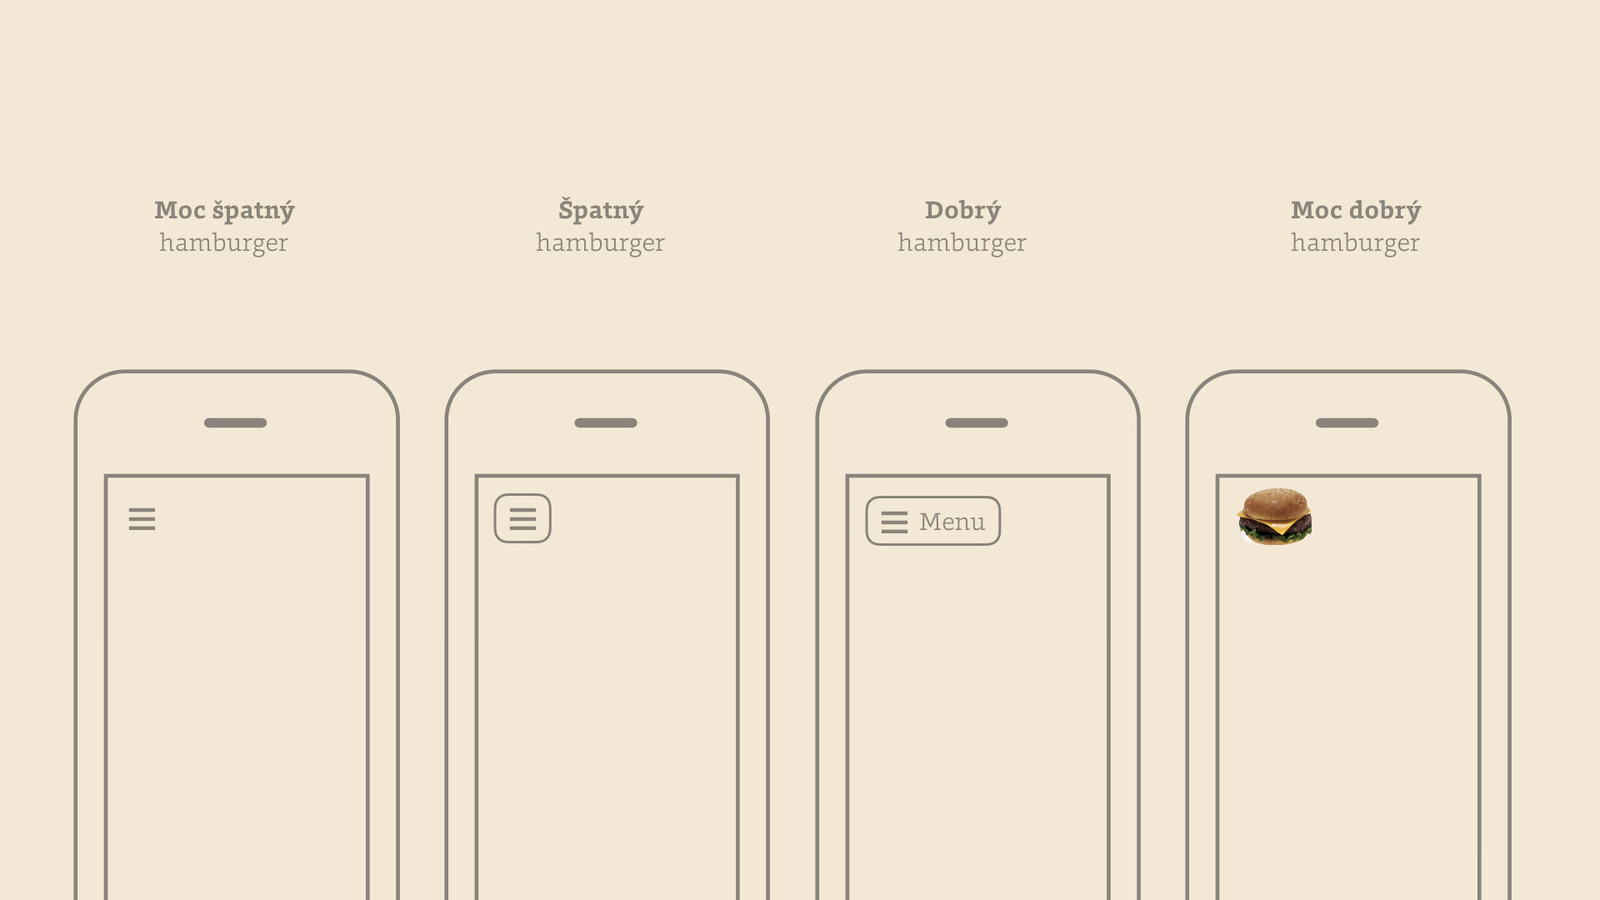 Moc špatný
hamburger
Špatný
hamburger
Dobrý
hamburger
Moc dobrý
hamburger
Menu